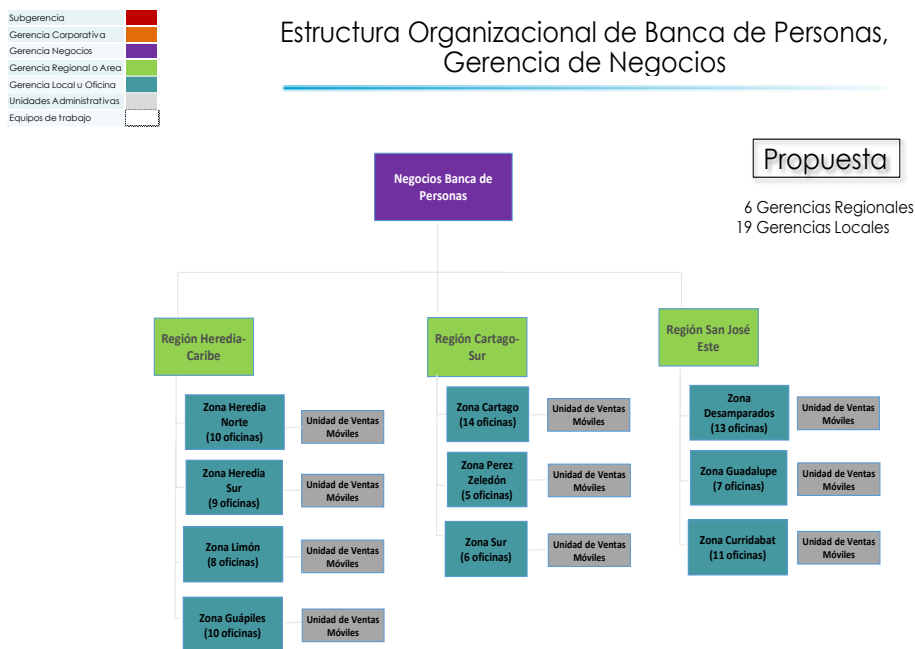 Subgerencia
Gerencia Corporativa
Gerencia Negocios
Gerencia Regional o Area
Gerencia Local u Oficina
Unidades Administrativas
Equipos de trabajo
Estructura Organizacional de Banca de Personas,
Gerencia de Negocios
Propuesta
6 Gerencias Regionales
19 Gerencias Locales
Negocios Banca de
Personas
Región Heredia-
Caribe
Zona Heredia
Norte
(10 oficinas)
Unidad de Ventas
Móviles
Zona Heredia
Sur
(9 oficinas)
Unidad de Ventas
Móviles
Zona Limón
(8 oficinas)
Unidad de Ventas
Móviles
Zona Guápiles
(10 oficinas)
Unidad de Ventas
Móviles
Región Cartago-
Sur
Zona Cartago
(14 oficinas)
Unidad de Ventas
Móviles
Zona Perez
Zeledón
(5 oficinas)
Unidad de Ventas
Móviles
Zona Sur
(6 oficinas)
Unidad de Ventas
Móviles
Región San José
Este
Zona
Desamparados
(13 oficinas)
Unidad de Ventas
Móviles
Zona Guadalupe
(7 oficinas)
Unidad de Ventas
Móviles
Zona Curridabat
(11 oficinas)
Unidad de Ventas
Móviles